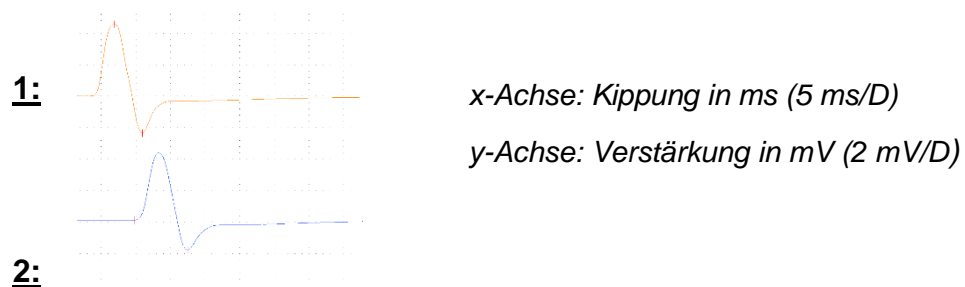 1:
x-Achse: Kippung in ms (5 ms/D)
y-Achse: Verstärkung in mV (2 mV/D)
2: